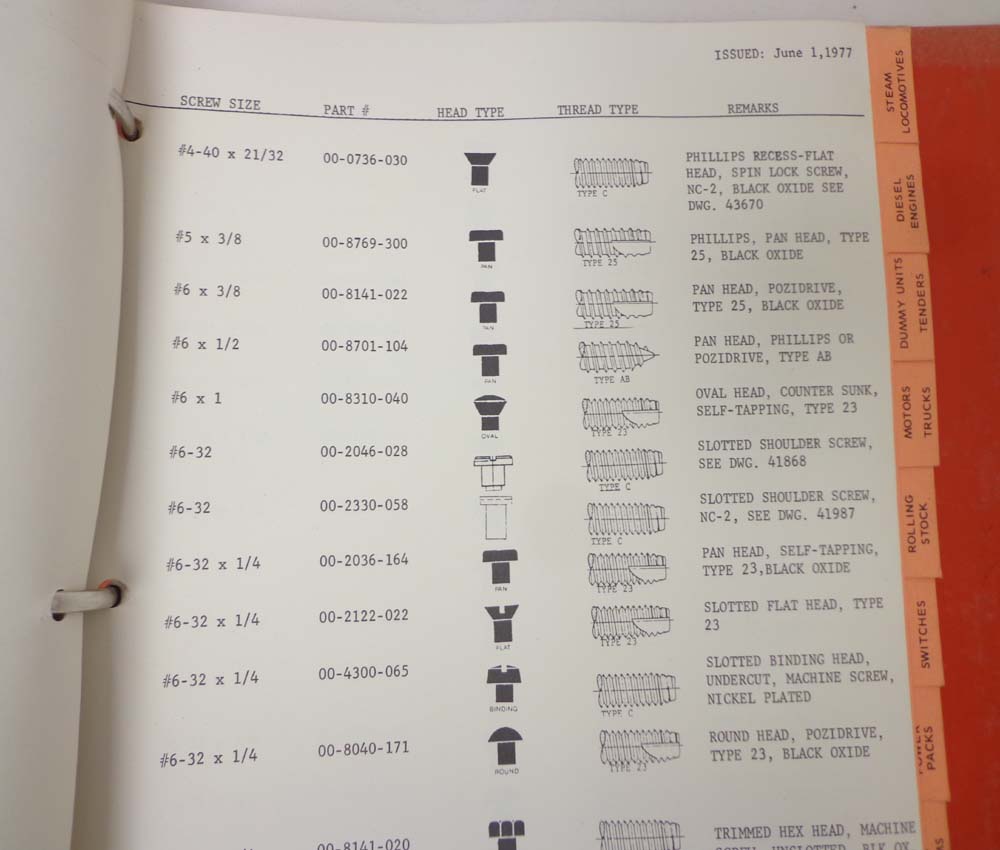 ISSUED: June 1,1977
SCREW SIZE PART # HEAD TYPE THREAD TYPE REMARKS
#4-40 x 21/32 00-0736-030 FLAT TYPE C PHILLIPS RECESS-FLAT
HEAD, SPIN LOCK SCREW,
NC-2, BLACK OXIDE SEE
DWG. 43670
#5 x 3/8 00-8769-300 PAN TYPE 25 PHILLIPS, PAN HEAD, TYPE
25, BLACK OXIDE
#6 x 3/8 00-8141-022 PAN TYPE 25 PAN HEAD, POZIDRIVE,
TYPE 25, BLACK OXIDE
#6 x 1/2 00-8701-104 PAN TYPE AB PAN HEAD, PHILLIPS OR
POZIDRIVE, TYPE AB
#6 x 1 00-8310-040 OVAL TYPE 23 OVAL HEAD, COUNTER SUNK,
SELF-TAPPING, TYPE 23
#6-32 00-2046-028 TYPE C SLOTTED SHOULDER SCREW,
SEE DWG. 41868
#6-32 00-2330-058 TYPE C SLOTTED SHOULDER SCREW,
NC-2, SEE DWG. 41987
#6-32 x 1/4 00-2036-164 PAN TYPE 23 PAN HEAD, SELF-TAPPING,
TYPE 23,BLACK OXIDE
#6-32 x 1/4 00-2122-022 FLAT TYPE 23 SLOTTED FLAT HEAD, TYPE
23
#6-32 x 1/4 00-4300-065 BINDING TYPE C SLOTTED BINDING HEAD,
UNDERCUT, MACHINE SCREW,
NICKEL PLATED
#6-32 x 1/4 00-8040-171 ROUND TYPE 23 ROUND HEAD, POZIDRIVE,
TYPE 23, BLACK OXIDE
00-8141-020 TRIMMED HEX HEAD, MACHINE
SCREW, UNSLOTTED, BLK OX
STEAM
LOCOMOTIVES
DIESEL
ENGINES
DUMMY UNITS
TENDERS
MOTORS
TRUCKS
ROLLING
STOCK
SWITCHES
POWER
PACKS